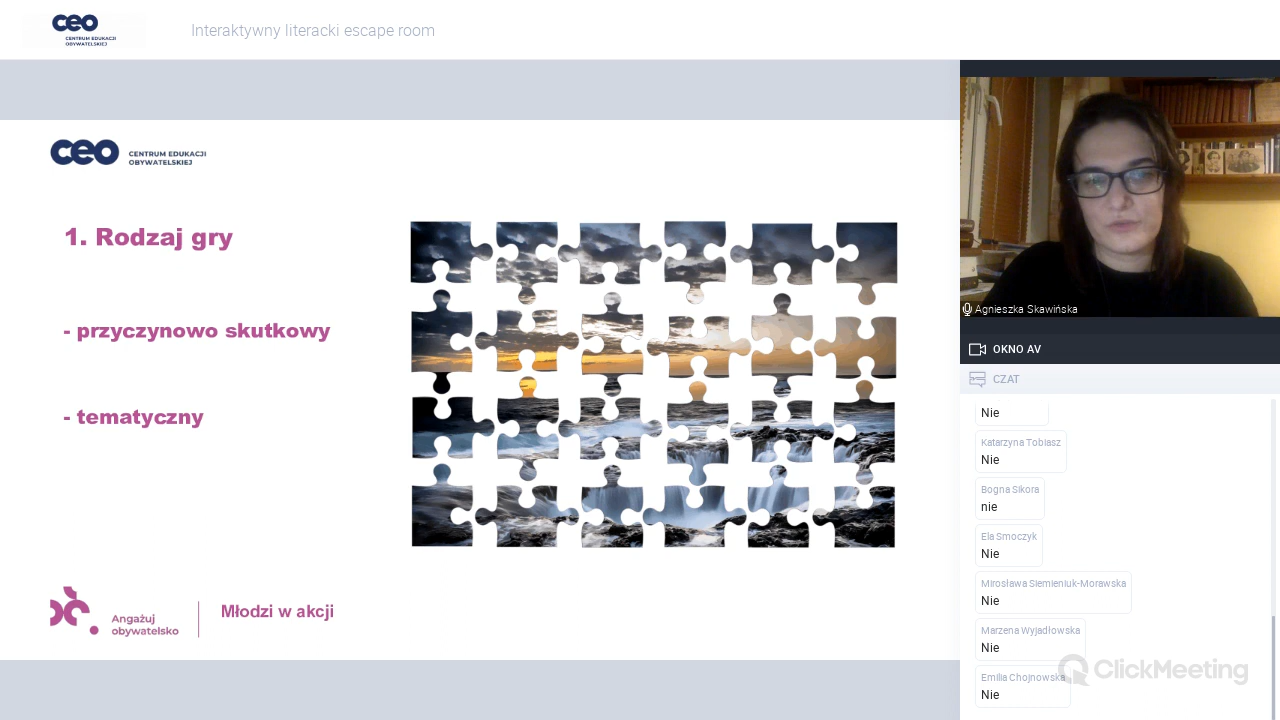 ceo
CENTRUM EDUKACJI
OBYWATELSKIEJ
Interaktywny literacki escape room
ceo
CENTRUM EDUKACJI
OBYWATELSKIEJ
1. Rodzaj gry
- przyczynowo skutkowy
- tematyczny
Angażuj
obywatelsko
Młodzi w akcji
Agnieszka Skawińska
OKNO AV
CZAT
Nie
Katarzyna Tobiasz
Nie
Bogna Sikora
nie
Ela Smoczyk
Nie
Mirosława Siemieniuk-Morawska
Nie
Marzena Wyjadłowska
Nie
Emilia Chojnowska
Nie
ClickMeeting